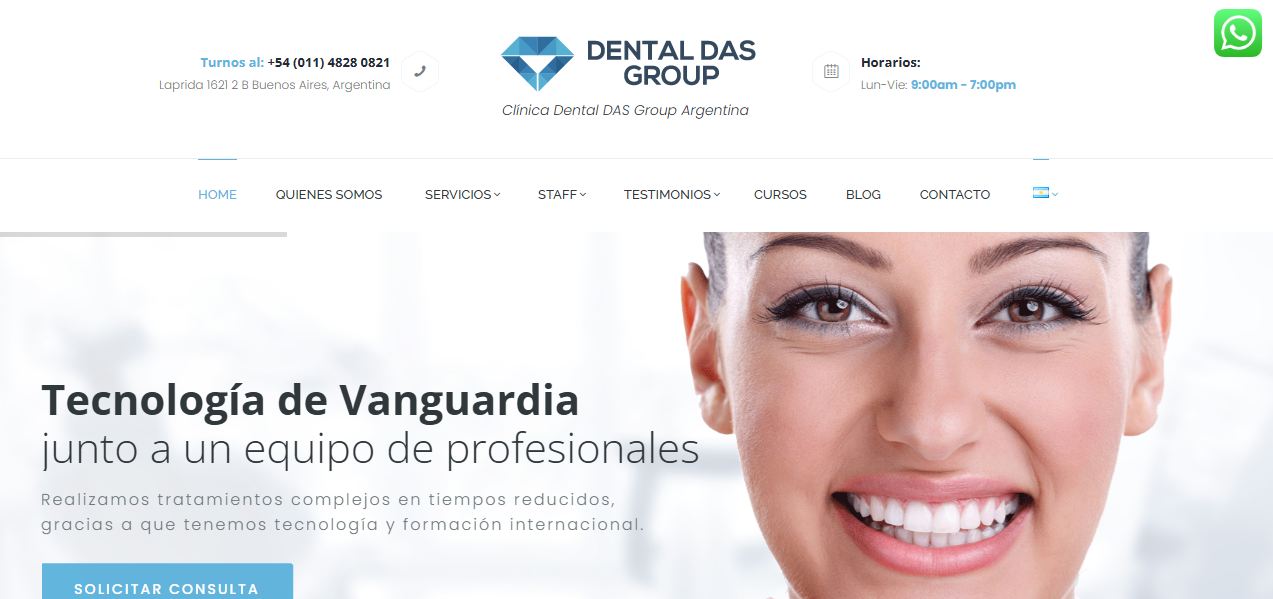 Turnos al: +54 (011) 4828 0821
Laprida 1621 2 B Buenos Aires, Argentina
DENTAL DAS
GROUP
Clínica Dental DAS Group Argentina
Horarios:
Lun-Vie: 9:00am - 7:00pm
HOME QUIENES SOMOS SERVICIOS STAFF TESTIMONIOS CURSOS BLOG CONTACTO
Tecnología de Vanguardia
junto a un equipo de profesionales
Realizamos tratamientos complejos en tiempos reducidos,
gracias a que tenemos tecnología y formación internacional.
SOLICITAR CONSULTA